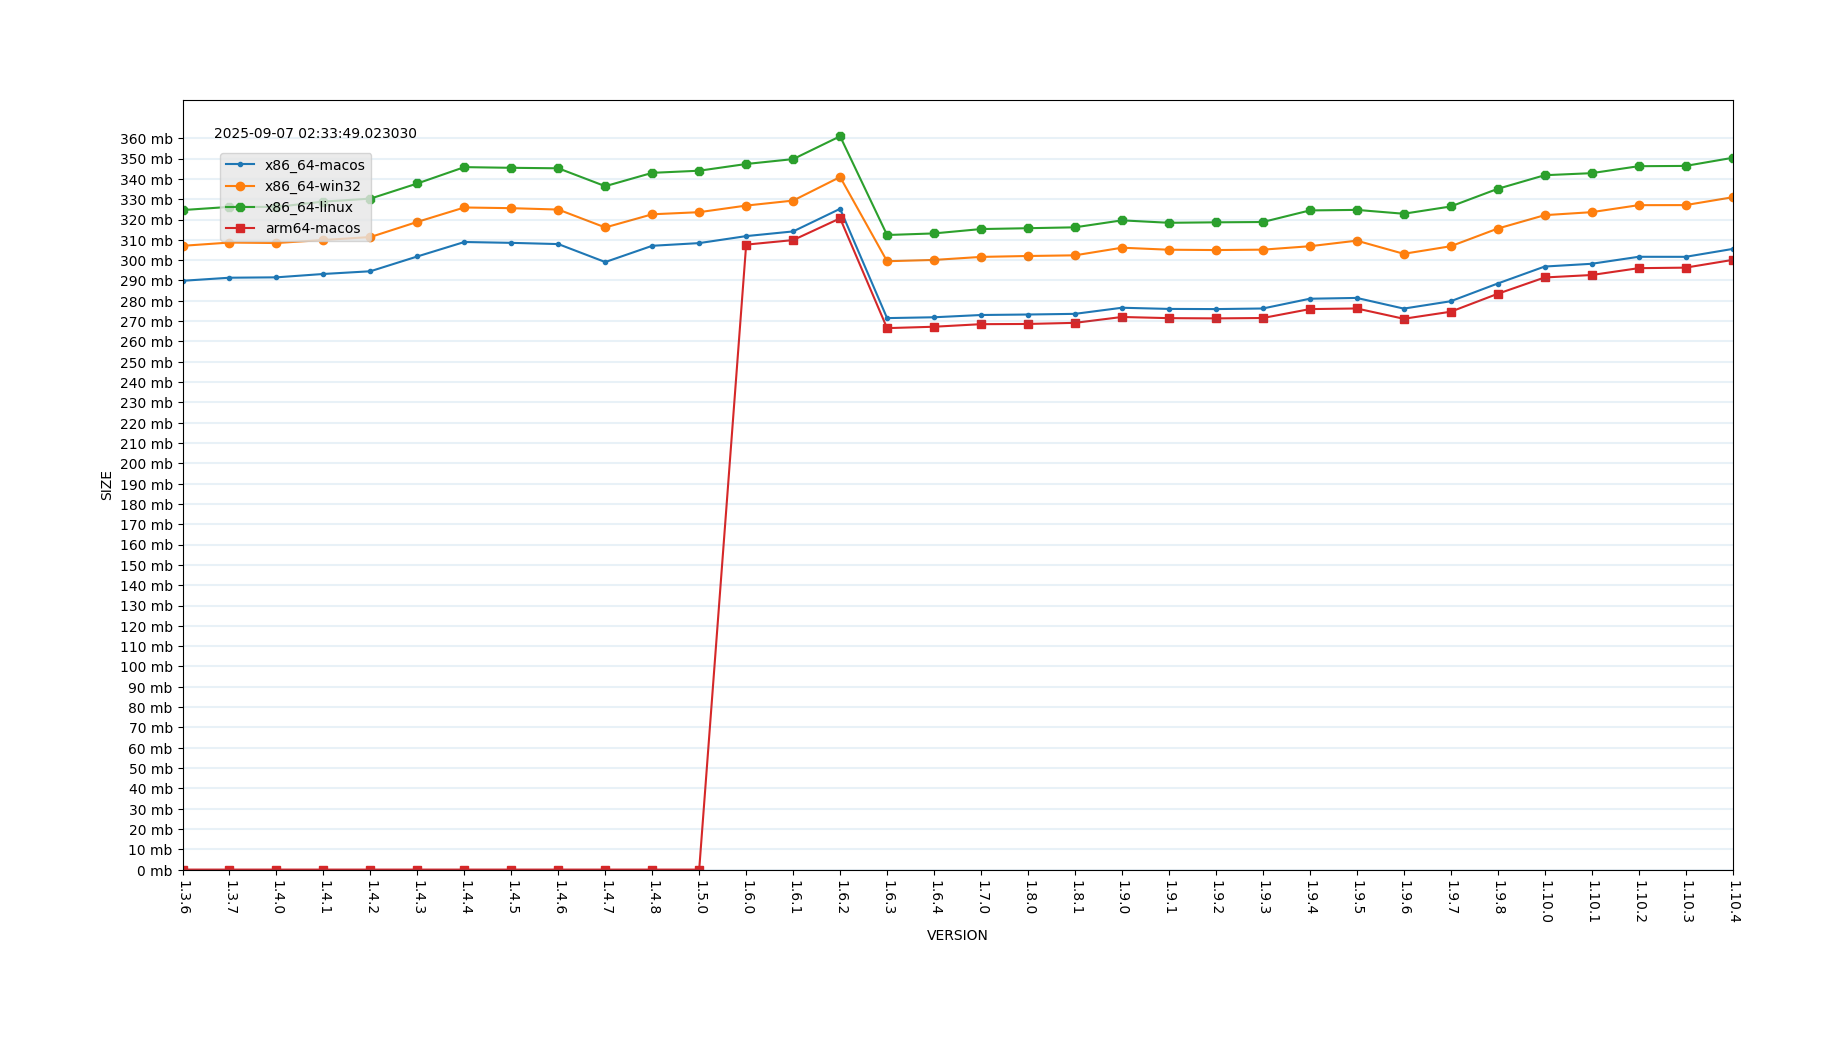 2025-09-07 02:33:49.023030
x86_64-macos
x86_64-win32
x86_64-linux
arm64-macos
360 mb
350 mb
340 mb
330 mb
320 mb
310 mb
300 mb
290 mb
280 mb
270 mb
260 mb
250 mb
240 mb
230 mb
220 mb
210 mb
200 mb
190 mb
180 mb
170 mb
160 mb
150 mb
140 mb
130 mb
120 mb
110 mb
100 mb
90 mb
80 mb
70 mb
60 mb
50 mb
40 mb
30 mb
20 mb
10 mb
0 mb
SIZE
1.3.6
1.3.7
1.4.0
1.4.1
1.4.2
1.4.3
1.4.4
1.4.5
1.4.6
1.4.7
1.4.8
1.5.0
1.6.0
1.6.1
1.6.2
1.6.3
1.6.4
1.7.0
1.8.0
1.8.1
1.9.0
1.9.1
1.9.2
1.9.3
1.9.4
1.9.5
1.9.6
1.9.7
1.9.8
1.10.0
1.10.1
1.10.2
1.10.3
1.10.4
VERSION